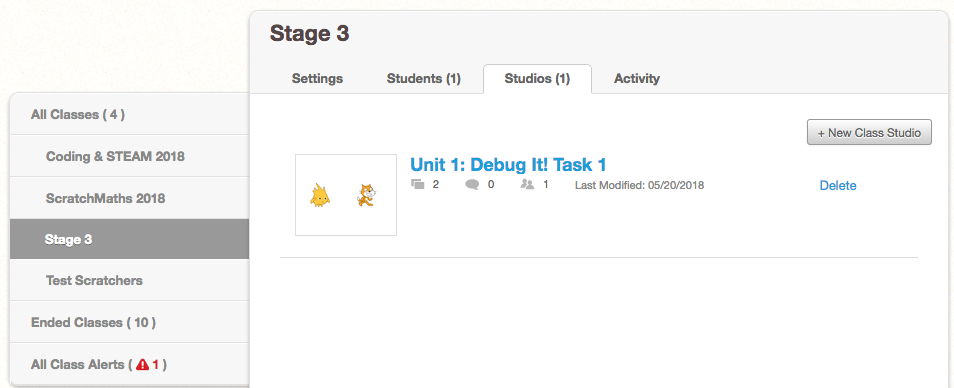 Stage 3
Settings Students (1) Studios (1) Activity
All Classes ( 4 )
Coding & STEAM 2018
ScratchMaths 2018
Stage 3
Test Scratchers
Ended Classes ( 10 )
All Class Alerts ( 1 )
+ New Class Studio
Unit 1: Debug It! Task 1
2 0 1 Last Modified: 05/20/2018
Delete